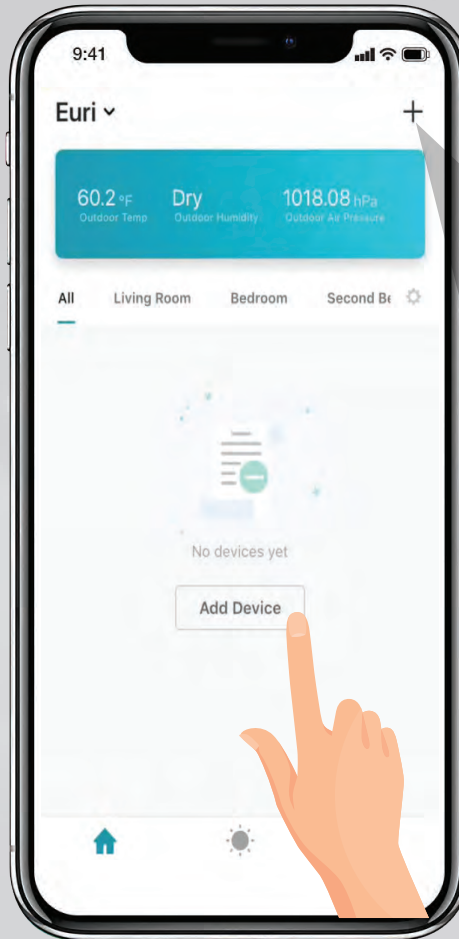 9:41
Euri
60.2 °F Dry 1018.08 hPa
Outdoor Temp Outdoor Humidity Outdoor Air Pressure
All Living Room Bedroom Second Be
No devices yet
Add Device